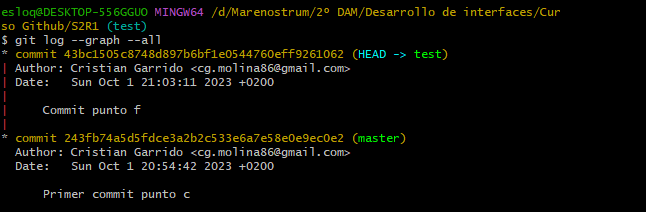 esloq@DESKTOP-556GGUO MINGW64 /d/Marenostrum/2º DAM/Desarrollo de interfaces/Cur
so Github/S2R1 (test)
$ git log --graph --all
* commit 43bc1505c8748d897b6bf1e0544760eff9261062 (HEAD -> test)
| Author: Cristian Garrido <cg.molina86@gmail.com>
| Date:   Sun Oct 1 21:03:11 2023 +0200
|
|     Commit punto f
|
* commit 243fb74a5d5fdce3a2b2c533e6a7e58e0e9ec0e2 (master)
  Author: Cristian Garrido <cg.molina86@gmail.com>
  Date:   Sun Oct 1 20:54:42 2023 +0200

      Primer commit punto c